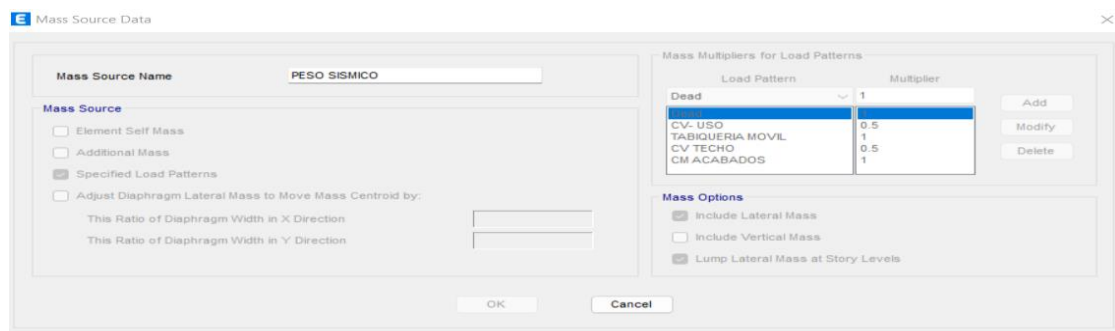 E Mass Source Data
Mass Source Name PESO SISMICO
Mass Source
Element Self Mass
Additional Mass
Specified Load Patterns
Adjust Diaphragm Lateral Mass to Move Mass Centroid by:
This Ratio of Diaphragm Width in X Direction
This Ratio of Diaphragm Width in Y Direction
Mass Multipliers for Load Patterns
Load Pattern Multiplier
Dead 1
Dead 1
CV- USO 0.5
TABIQUERIA MOVIL 1
CV TECHO 0.5
CM ACABADOS 1
Add
Modify
Delete
Mass Options
Include Lateral Mass
Include Vertical Mass
Lump Lateral Mass at Story Levels
OK Cancel